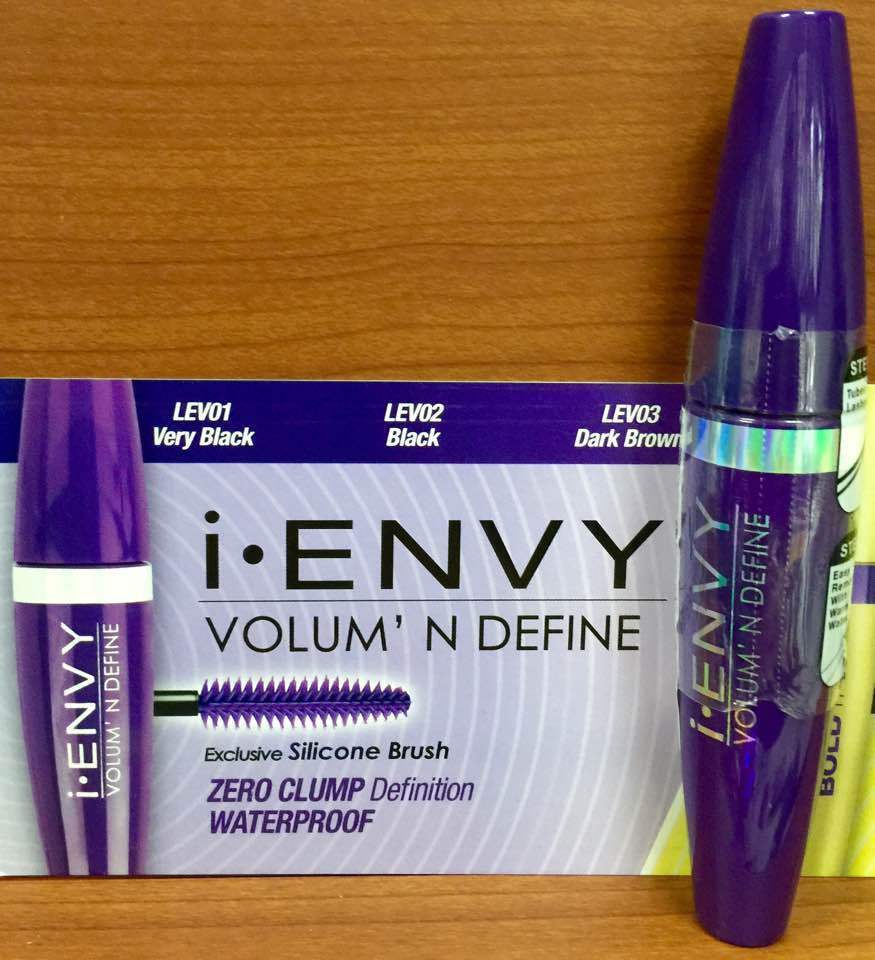 LEV01
Very Black
LEV02
Black
LEV03
Dark Brown
i•ENVY
VOLUM' N DEFINE
Exclusive Silicone Brush
ZERO CLUMP Definition
WATERPROOF
i•ENVY
VOLUM' N DEFINE
i•ENVY
VOLUM' N DEFINE
BOLD